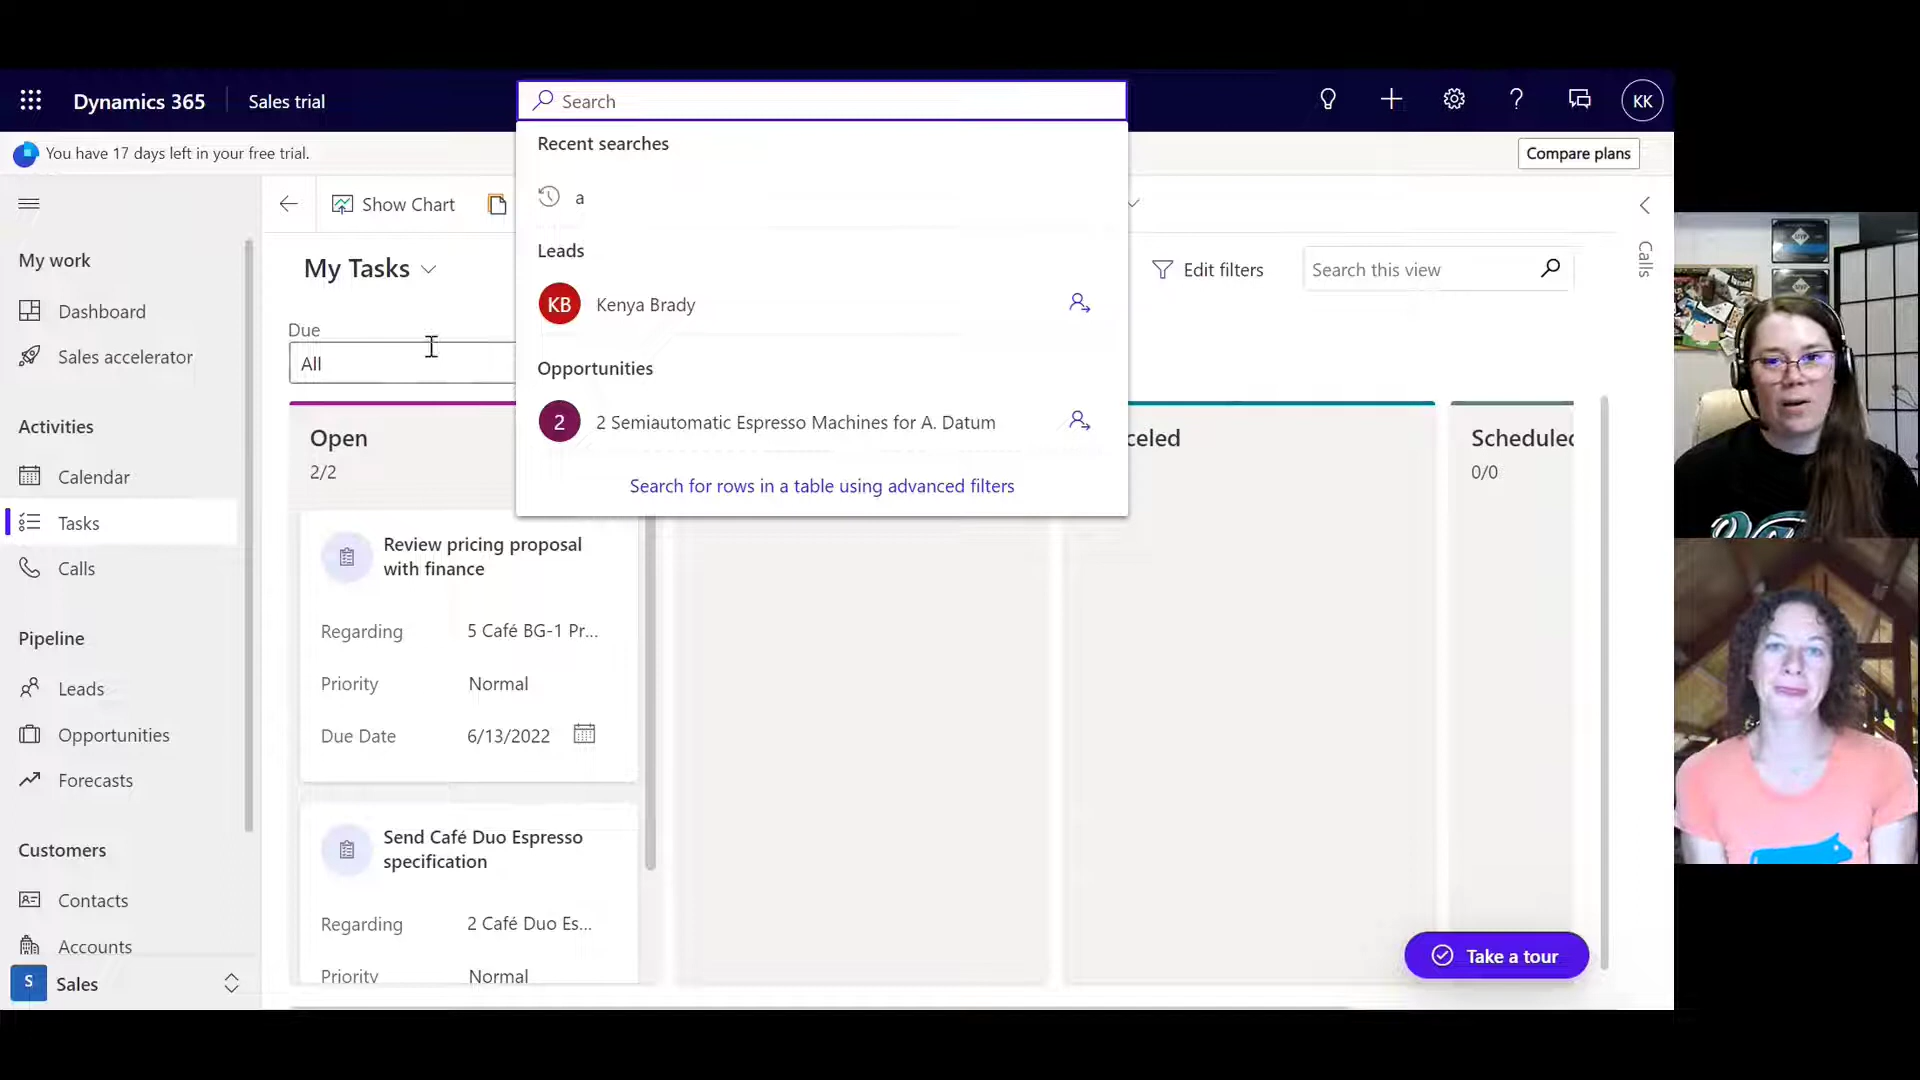 Dynamics 365
Sales trial
Search
KK
You have 17 days left in your free trial.
Compare plans
Recent searches
a
Leads
KB
Kenya Brady
Opportunities
2
2 Semiautomatic Espresso Machines for A. Datum
Search for rows in a table using advanced filters
Show Chart
My Tasks
Edit filters
Search this view
Calls
Due
All
My work
Dashboard
Sales accelerator
Activities
Calendar
Tasks
Calls
Pipeline
Leads
Opportunities
Forecasts
Customers
Contacts
Accounts
S
Sales
Open
2/2
Review pricing proposal
with finance
Regarding
5 Café BG-1 Pr...
Priority
Normal
Due Date
6/13/2022
Send Café Duo Espresso
specification
Regarding
2 Café Duo Es...
Priority
Normal
celed
Scheduled
0/0
Take a tour